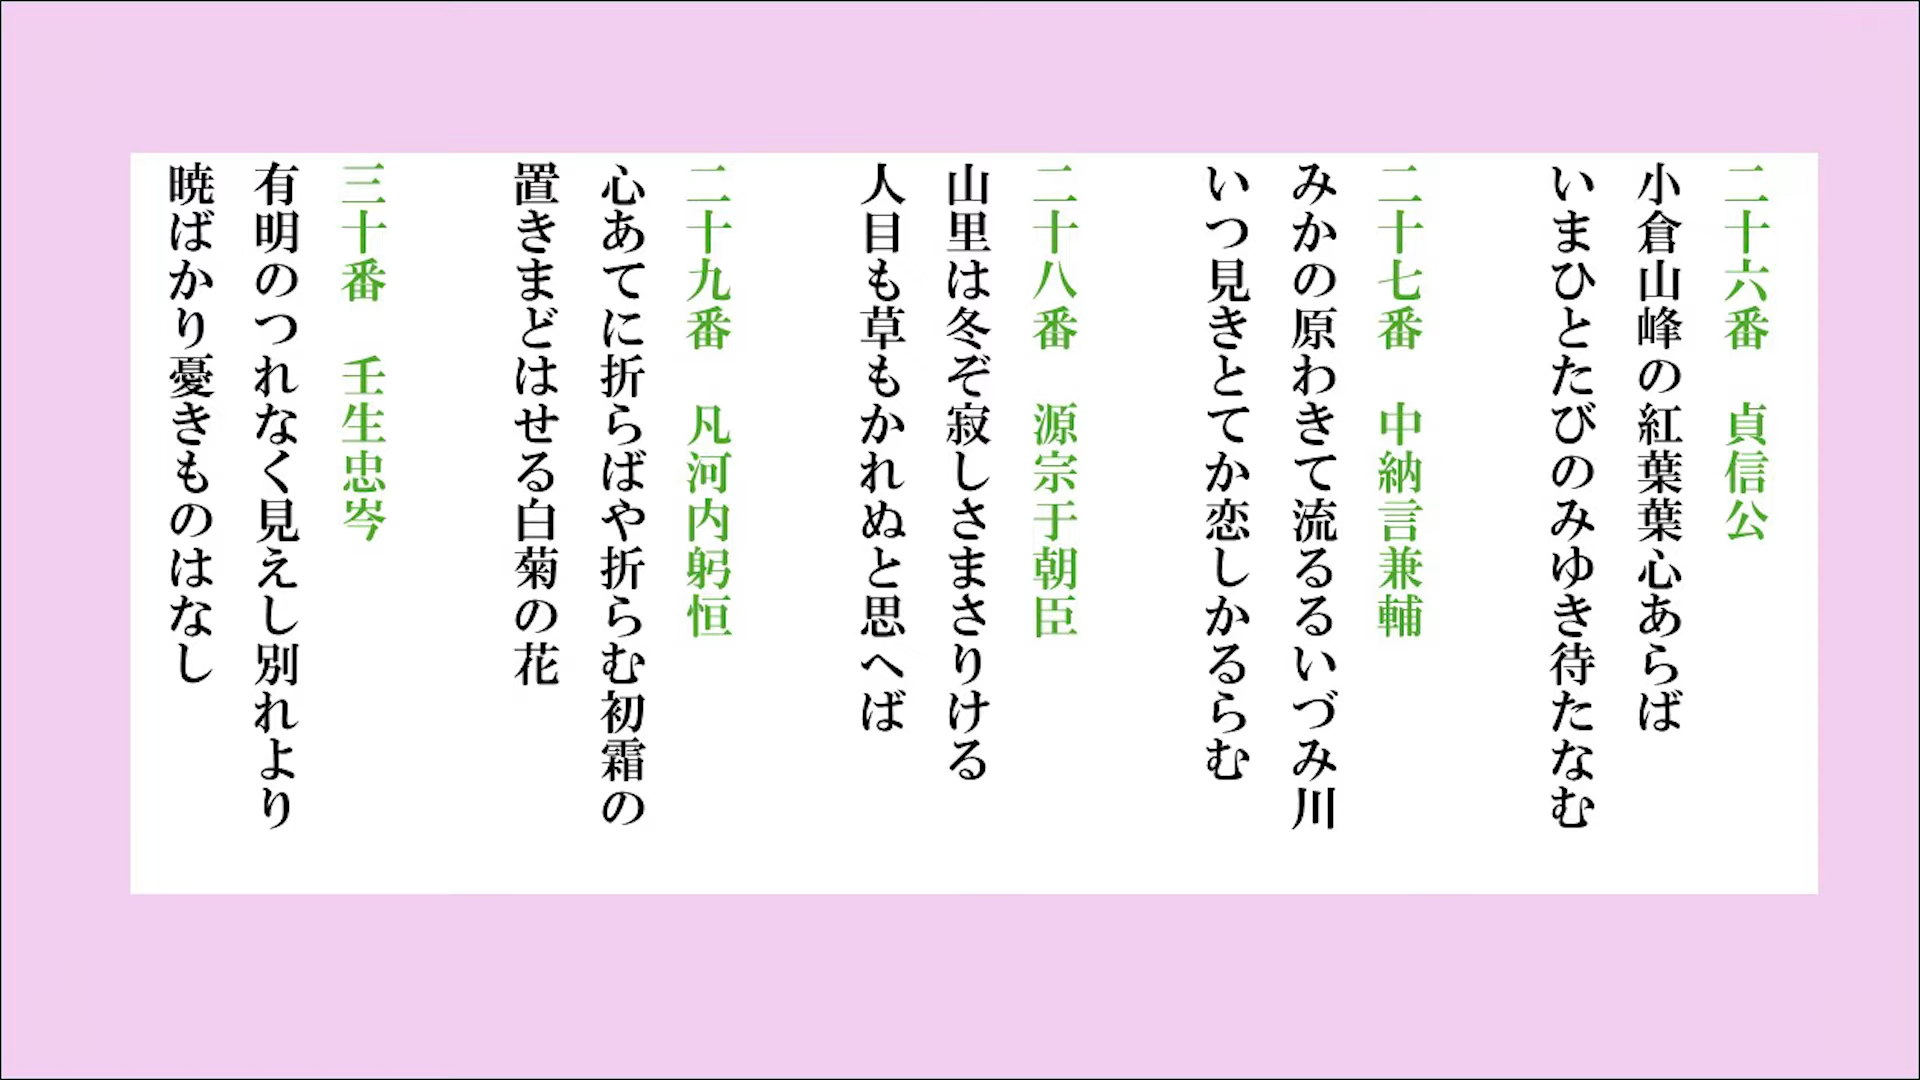 二十六番　貞信公
小倉山峰の紅葉葉心あらば
いまひとたびのみゆき待たなむ
二十七番　中納言兼輔
みかの原わきて流るるいづみ川
いつ見きとてか恋しかるらむ
二十八番　源宗于朝臣
山里は冬ぞ寂しさまさりける
人目も草もかれぬと思へば
二十九番　凡河内躬恒
心あてに折らばや折らむ初霜の
置きまどはせる白菊の花
三十番　壬生忠岑
有明のつれなく見えし別れより
暁ばかり憂きものはなし